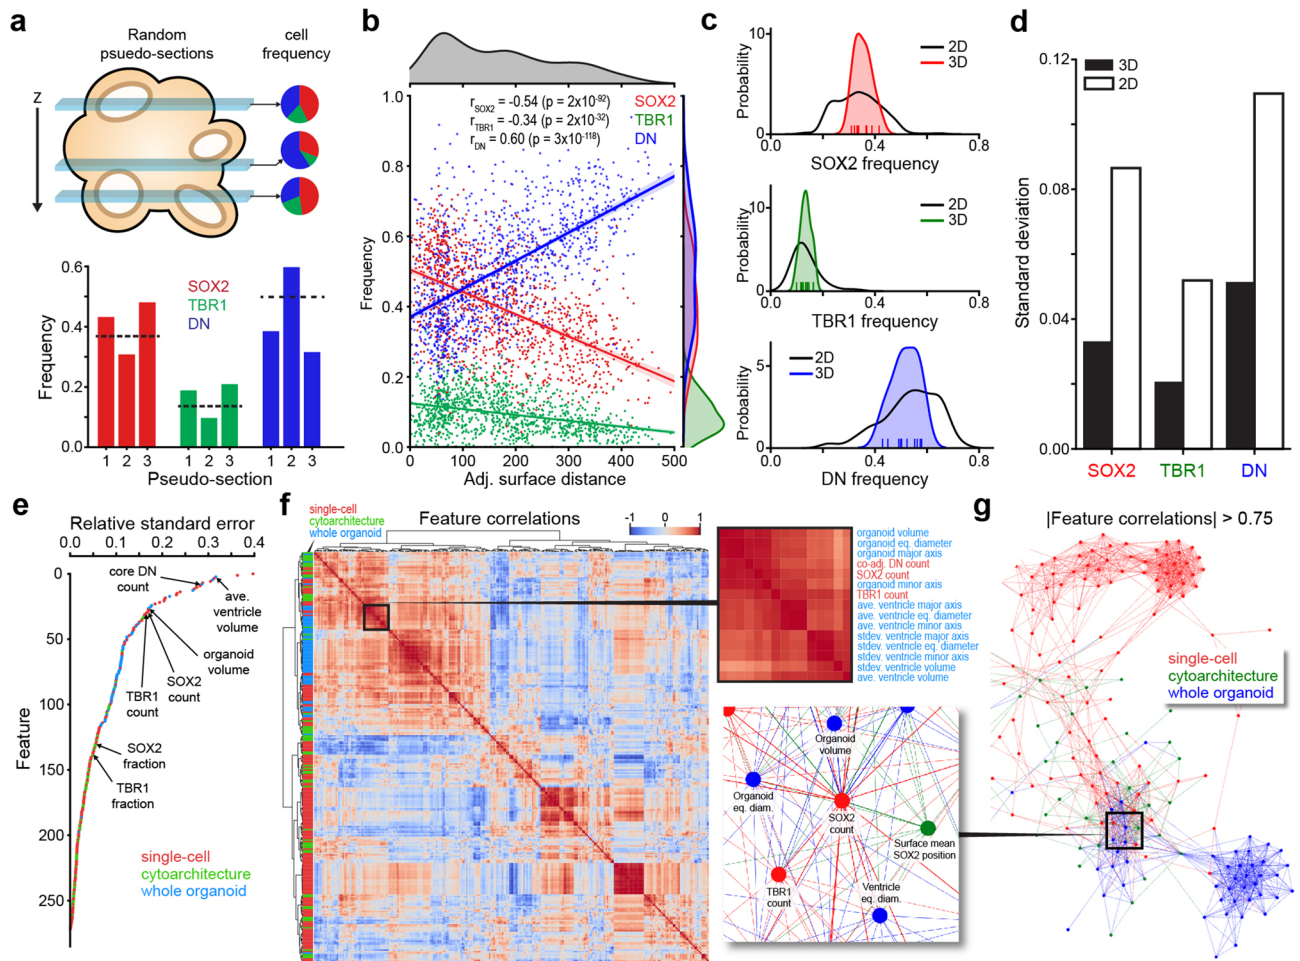 a
Random
psuedo-sections
cell
frequency
Z
0.6
0.4
0.2
0.0
Frequency
SOX2
TBR1
DN
1 2 3
1 2 3
1 2 3
Pseudo-section
b
r SOX2 = -0.54 (p = 2x10-92)
r TBR1 = -0.34 (p = 2x10-32)
r DN = 0.60 (p = 3x10-118)
SOX2
TBR1
DN
1.0
0.8
0.6
0.4
0.2
0.0
Frequency
0 100 200 300 400 500
Adj. surface distance
c
10
0
Probability
2D
3D
0.0 0.4 0.8
SOX2 frequency
10
0
Probability
2D
3D
0.0 0.4 0.8
TBR1 frequency
5
0
Probability
2D
3D
0.0 0.4 0.8
DN frequency
d
0.12
0.08
0.04
0.00
Standard deviation
3D
2D
SOX2 TBR1 DN
e
Relative standard error
0.0 0.1 0.2 0.3 0.4
0
50
100
150
200
250
Feature
core DN
count
ave.
ventricle
volume
organoid
volume
SOX2
count
TBR1
count
SOX2
fraction
TBR1
fraction
single-cell
cytoarchitecture
whole organoid
f
single-cell
cytoarchitecture
whole organoid
Feature correlations
-1 0 1
organoid volume
organoid eq. diameter
organoid major axis
co-adj. DN count
SOX2 count
organoid minor axis
TBR1 count
ave. ventricle major axis
ave. ventricle eq. diameter
ave. ventricle minor axis
stdev. ventricle major axis
stdev. ventricle eq. diameter
stdev. ventricle minor axis
stdev. ventricle volume
ave. ventricle volume
Organoid
volume
Organoid
eq. diam.
SOX2
count
Surface mean
SOX2 position
TBR1
count
Ventricle
eq. diam.
g
|Feature correlations| > 0.75
single-cell
cytoarchitecture
whole organoid